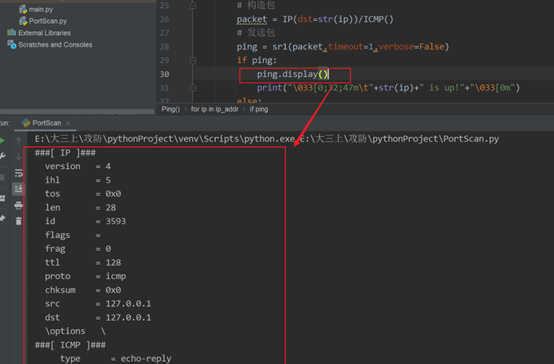 main.py
PortScan.py
External Libraries
Scratches and Consoles
25 # 构造包
26 packet = IP(dst=str(ip))/ICMP()
27 # 发送包
28 ping = sr1(packet,timeout=1,verbose=False)
29 if ping:
30 ping.display()
31 print("\033[0;32;47m\t"+str(ip)+" is up!"+"\033[0m")
else:
Ping() › for ip in ip_addr › if ping
un: PortScan ×
E:\大三上\攻防\pythonProject\venv\Scripts\python.exe E:\大三上\攻防\pythonProject\PortScan.py
###[ IP ]###
version = 4
ihl = 5
tos = 0x0
len = 28
id = 3593
flags =
frag = 0
ttl = 128
proto = icmp
chksum = 0x0
src = 127.0.0.1
dst = 127.0.0.1
\options \
###[ ICMP ]###
type = echo-reply